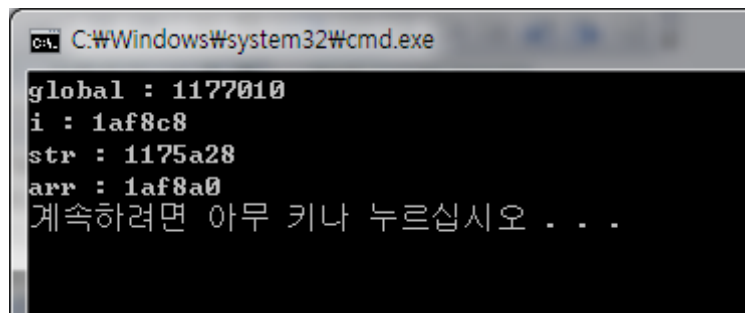 C:₩Windows₩system32₩cmd.exe
global : 1177010
i : 1af8c8
str : 1175a28
arr : 1af8a0
계속하려면 아무 키나 누르십시오 . . .